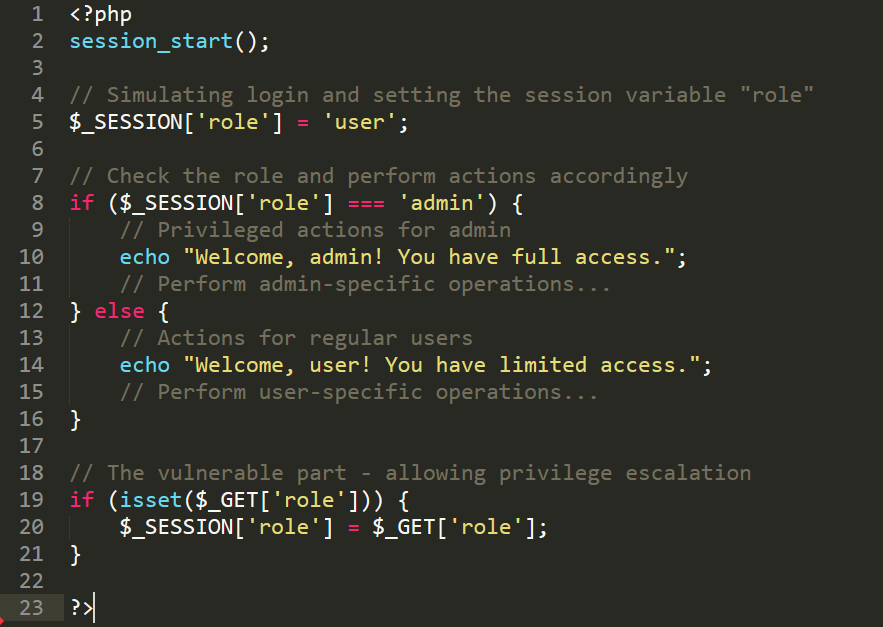 1 <?php
2 session_start();
3
4 // Simulating login and setting the session variable "role"
5 $_SESSION['role'] = 'user';
6
7 // Check the role and perform actions accordingly
8 if ($_SESSION['role'] === 'admin') {
9     // Privileged actions for admin
10     echo "Welcome, admin! You have full access.";
11     // Perform admin-specific operations...
12 } else {
13     // Actions for regular users
14     echo "Welcome, user! You have limited access.";
15     // Perform user-specific operations...
16 }
17
18 // The vulnerable part - allowing privilege escalation
19 if (isset($_GET['role'])) {
20     $_SESSION['role'] = $_GET['role'];
21 }
22
23 ?>